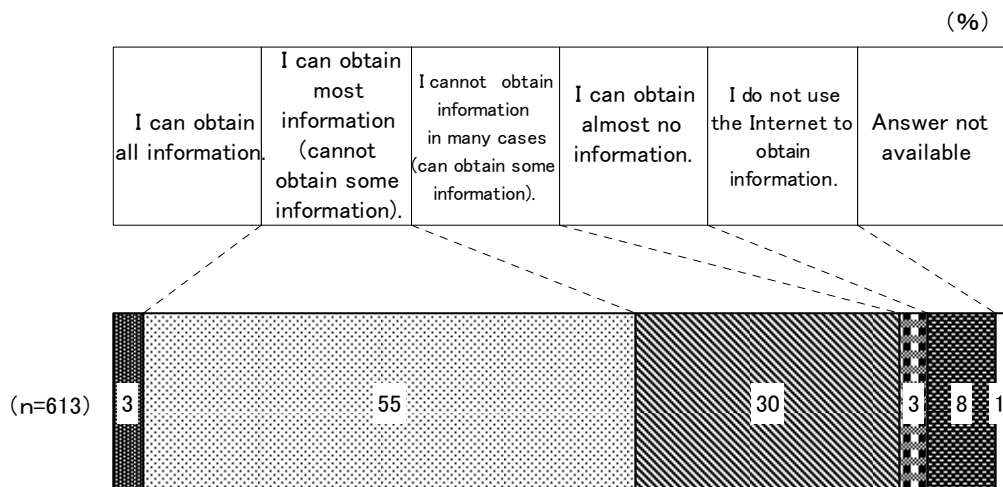 (%)
I can obtain
all information.
I can obtain
most
information
(cannot
obtain some
information).
I cannot obtain
information
in many cases
(can obtain some
information).
I can obtain
almost no
information.
I do not use
the Internet to
obtain
information.
Answer not
available
(n=613)
3
55
30
3
8
1